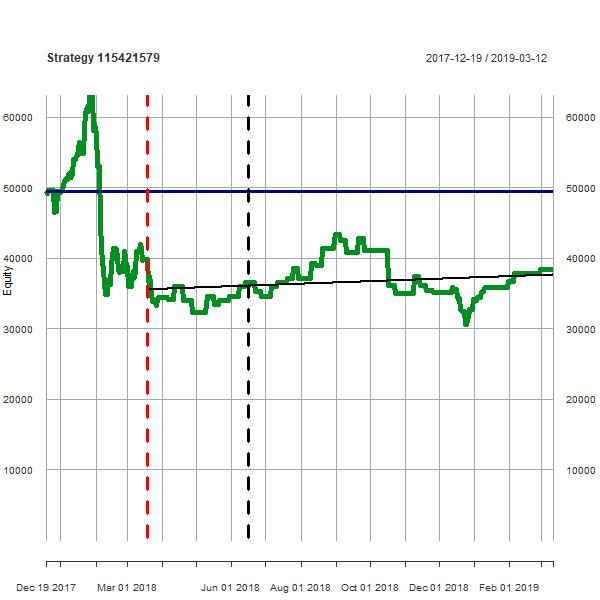 Strategy 115421579
2017-12-19 / 2019-03-12
60000
60000
50000
50000
40000
40000
Equity
30000
30000
20000
20000
10000
10000
Dec 19 2017
Mar 01 2018
Jun 01 2018
Aug 01 2018
Oct 01 2018
Dec 01 2018
Feb 01 2019